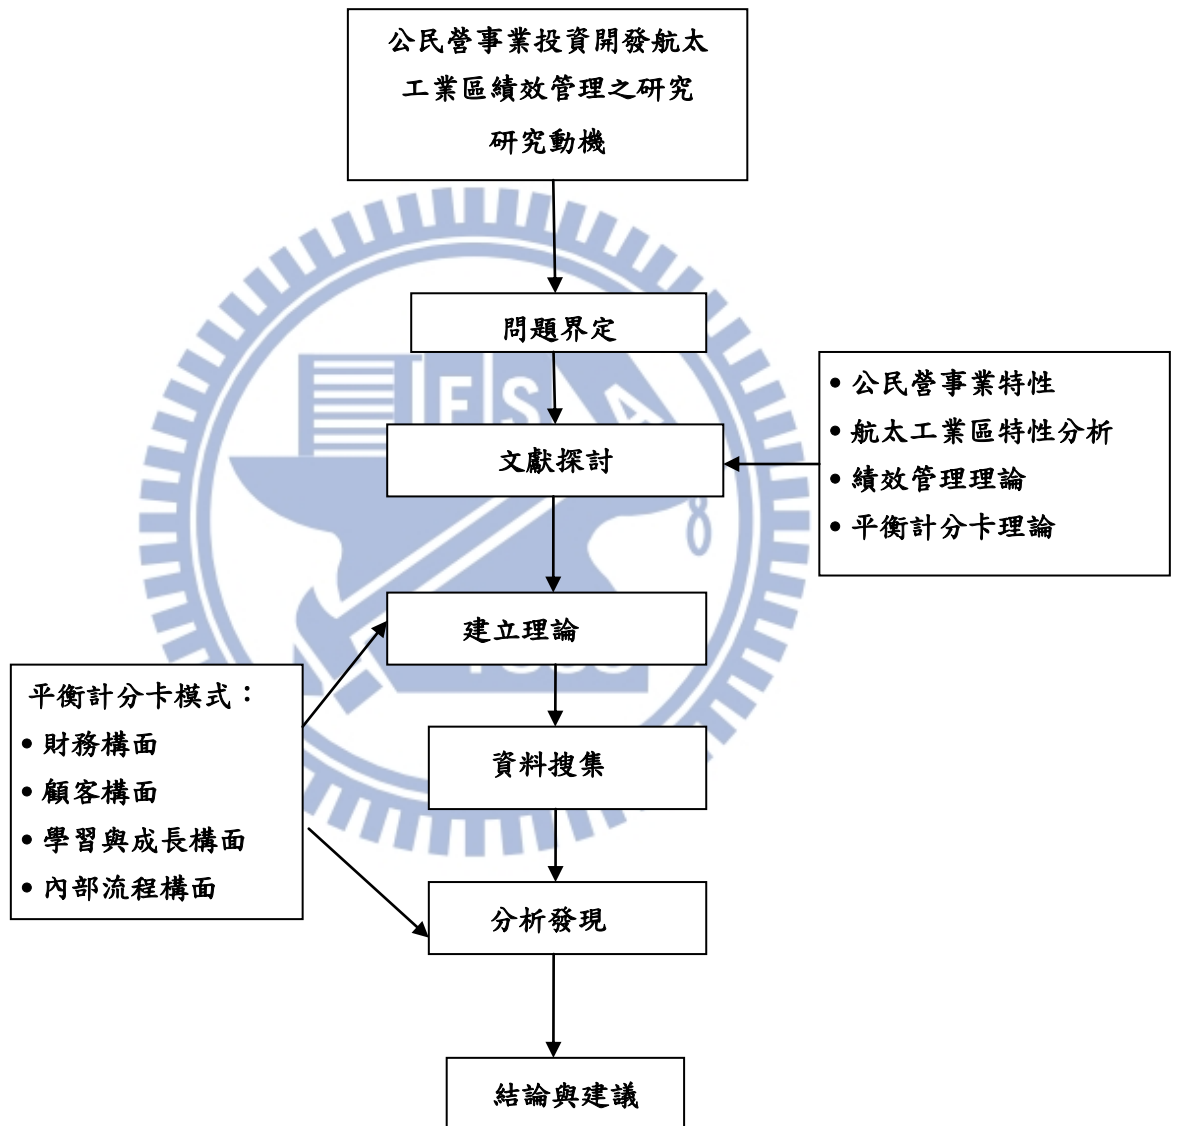 公民營事業投資開發航太
工業區績效管理之研究
研究動機
問題界定
文獻探討
• 公民營事業特性
• 航太工業區特性分析
• 績效管理理論
• 平衡計分卡理論
建立理論
平衡計分卡模式：
• 財務構面
• 顧客構面
• 學習與成長構面
• 內部流程構面
資料搜集
分析發現
結論與建議